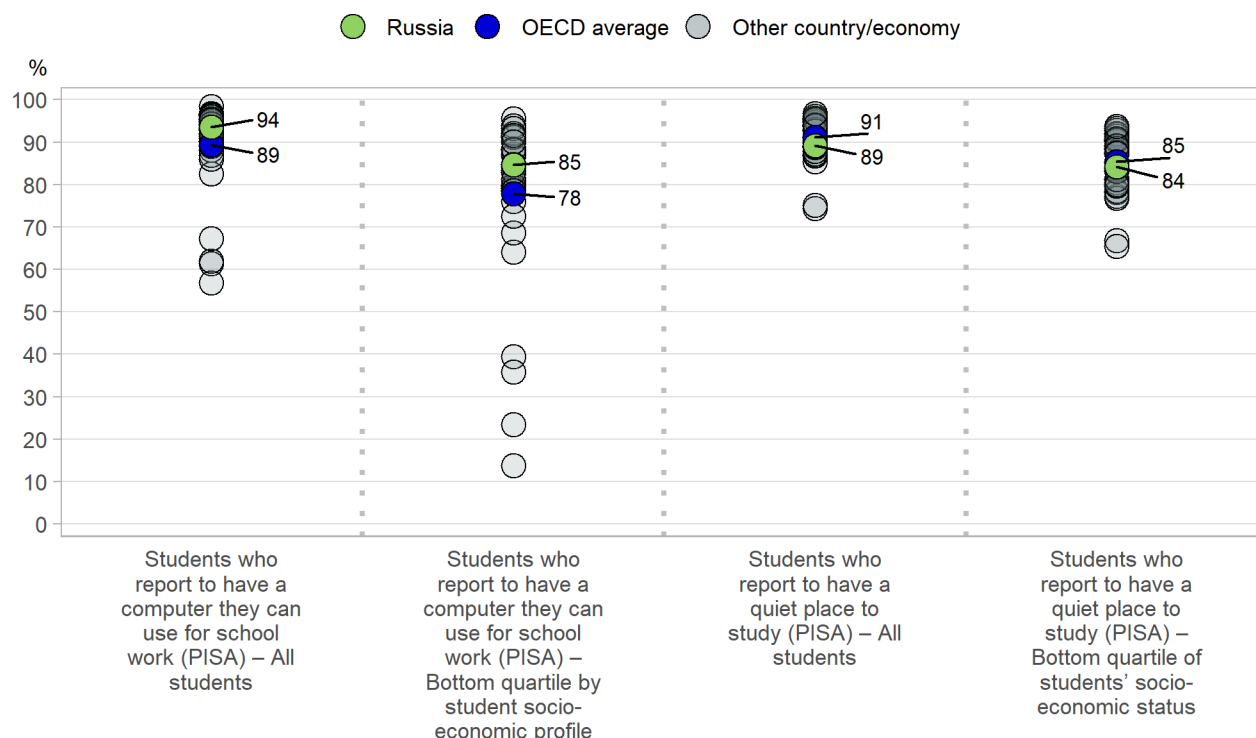 Russia OECD average Other country/economy
%
100
90
80
70
60
50
40
30
20
10
0
94
89
85
78
91
89
85
84
Students who
report to have a
computer they can
use for school
work (PISA) – All
students
Students who
report to have a
computer they can
use for school
work (PISA) –
Bottom quartile by
student socio-
economic profile
Students who
report to have a
quiet place to
study (PISA) – All
students
Students who
report to have a
quiet place to
study (PISA) –
Bottom quartile of
students’ socio-
economic status